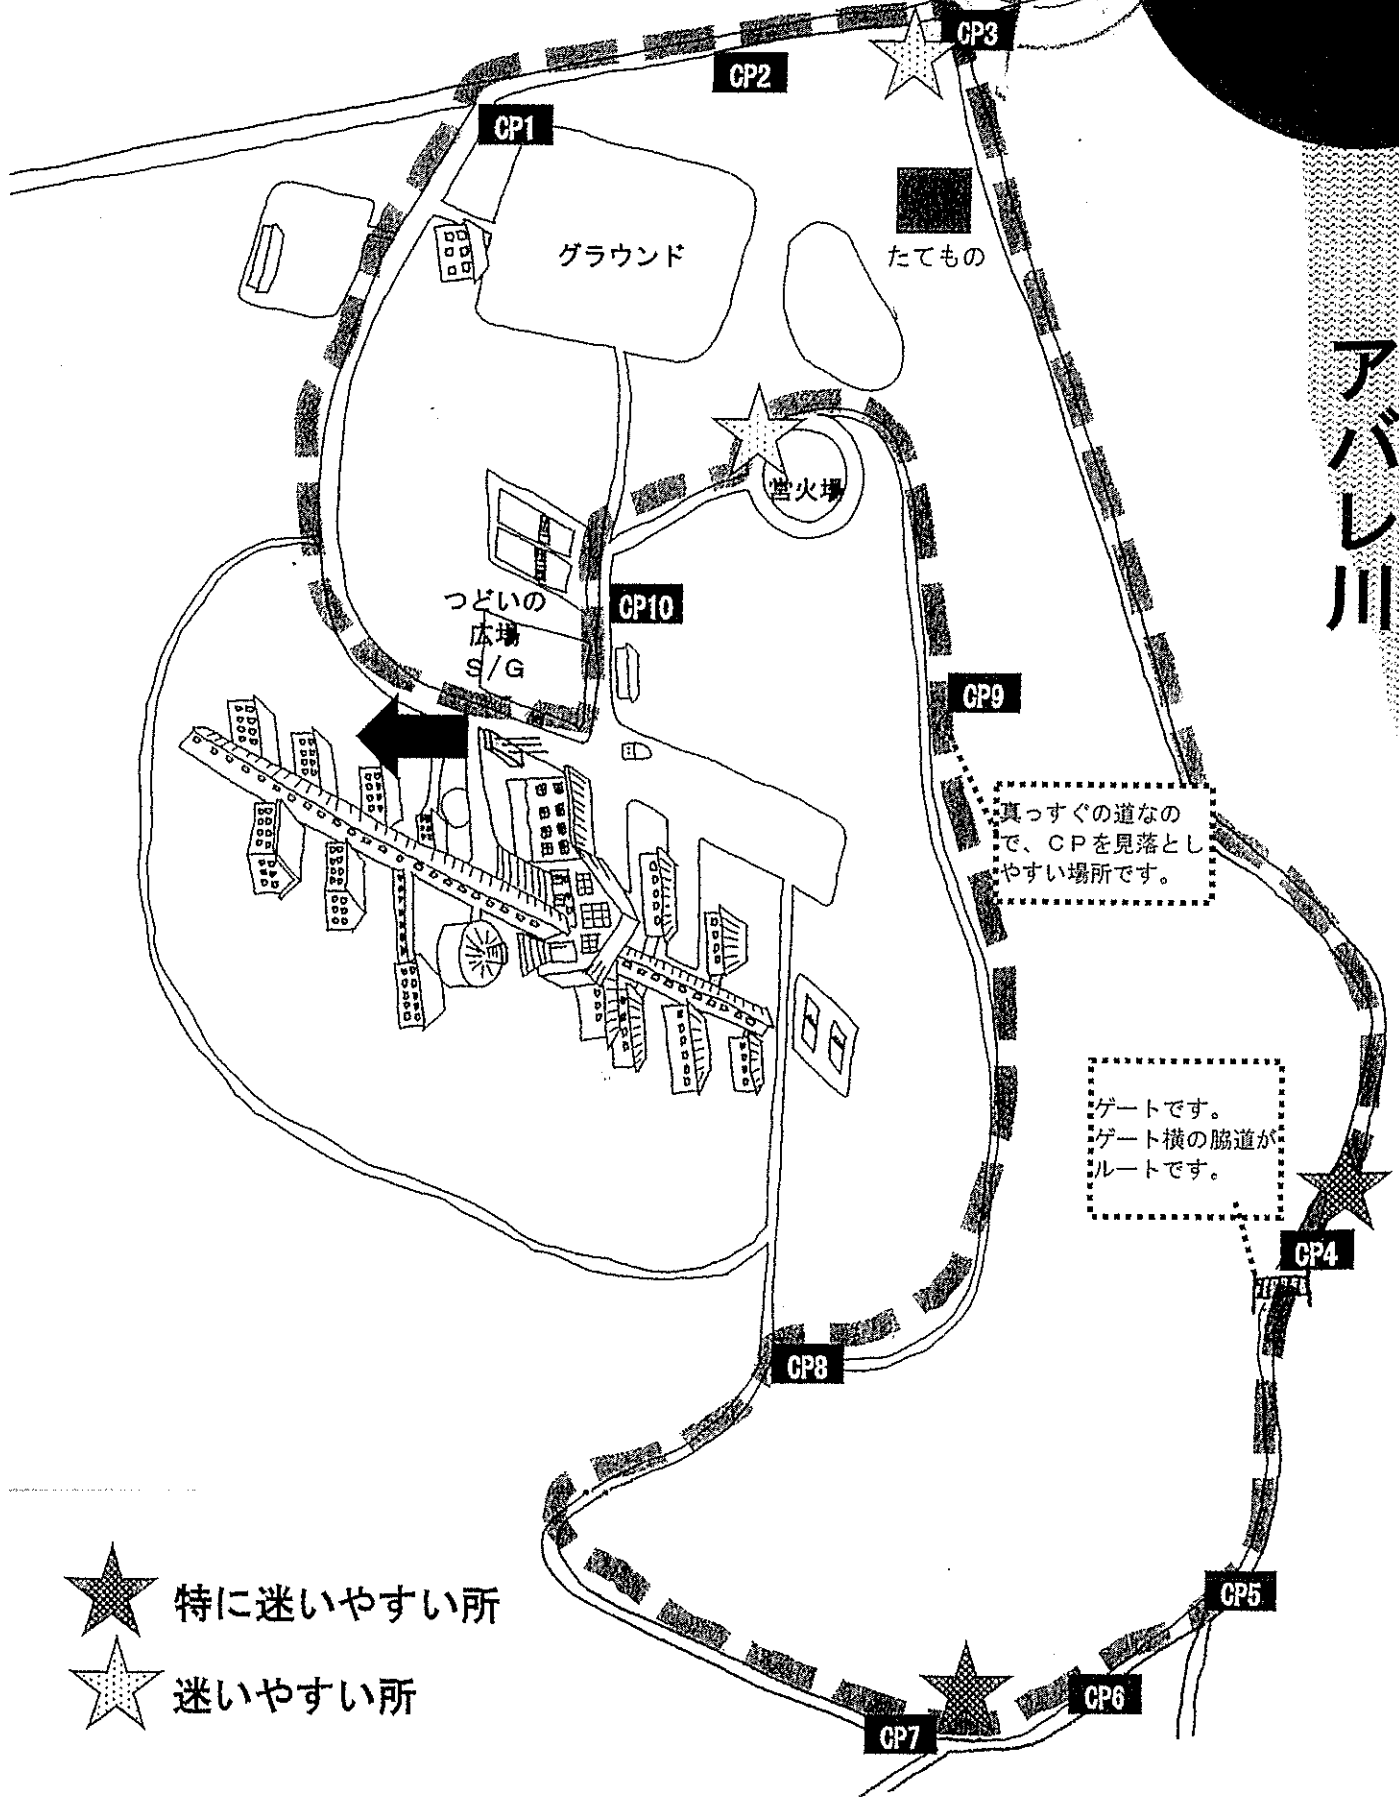 CP3
CP2
CP1
グラウンド
たてもの
アバレ川
営火場
つどいの
広場
S/G
CP10
CP9
真っすぐの道なの
で、CPを見落とし
やすい場所です。
ゲートです。
ゲート横の脇道が
ルートです。
CP4
CP8
CP5
CP6
CP7
特に迷いやすい所
迷いやすい所